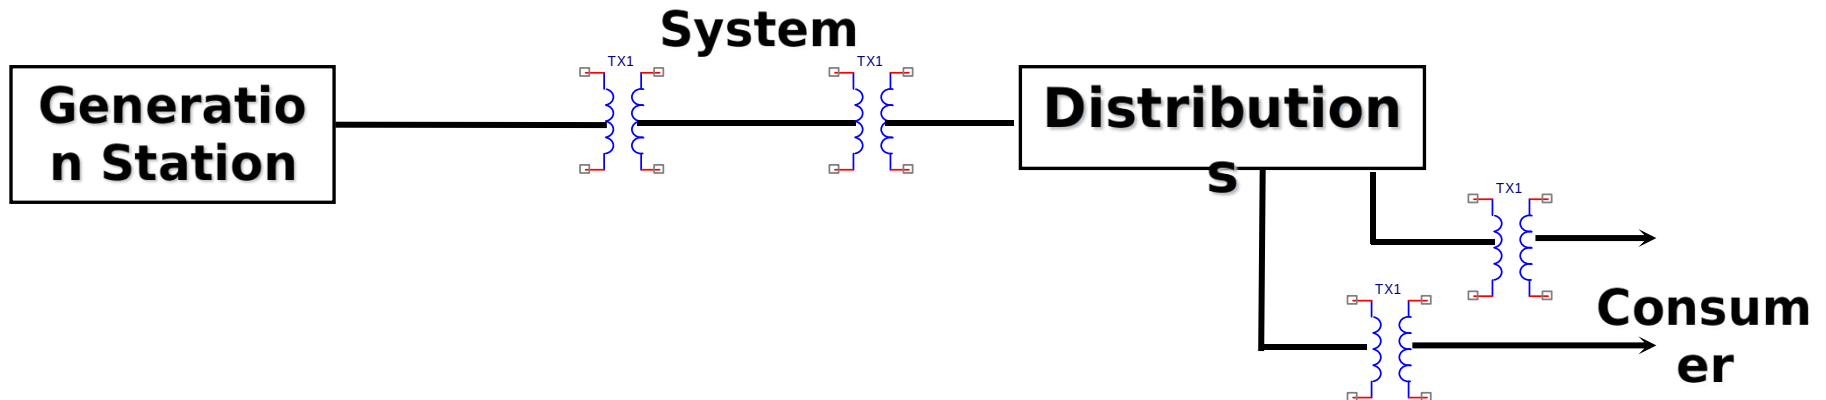 System
TX1
TX1
Generatio
n Station
Distribution
s
TX1
TX1
Consum
er